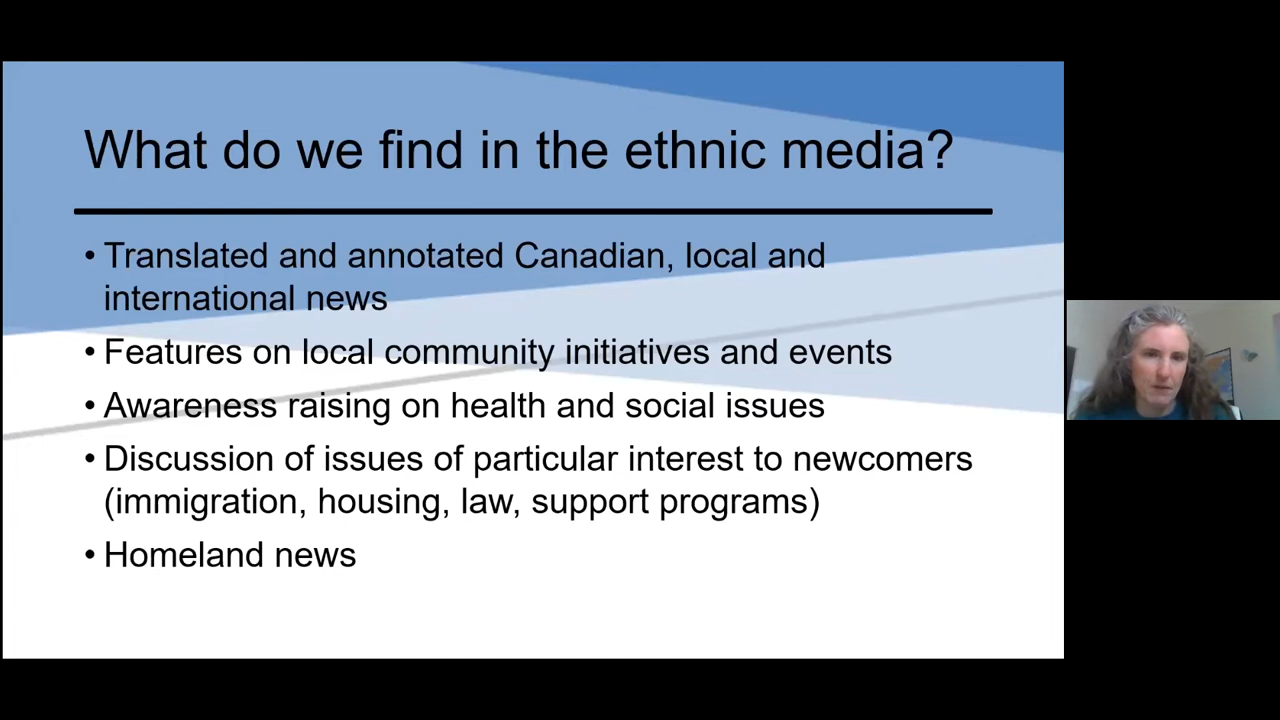 What do we find in the ethnic media?
• Translated and annotated Canadian, local and
international news
• Features on local community initiatives and events
• Awareness raising on health and social issues
• Discussion of issues of particular interest to newcomers
(immigration, housing, law, support programs)
• Homeland news